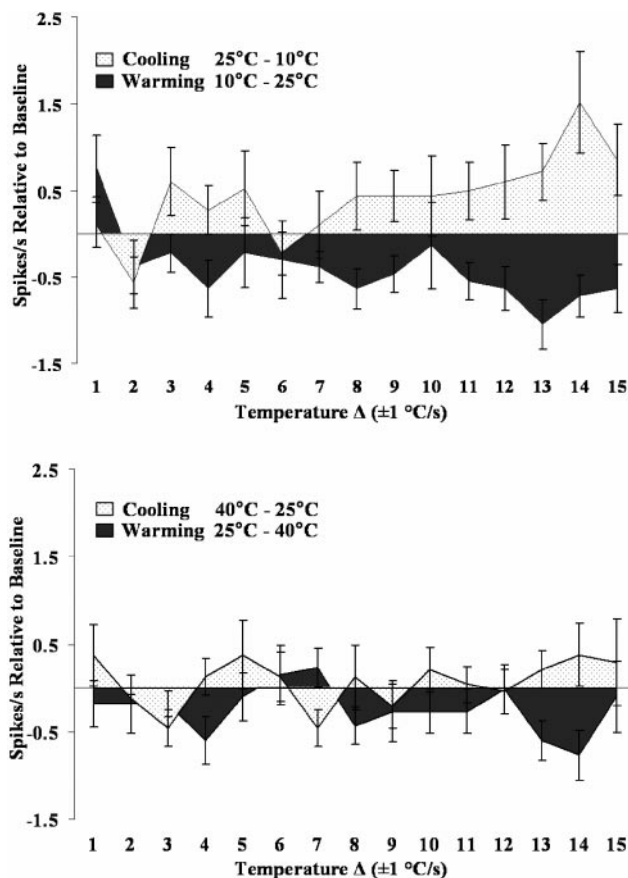 2.5
Cooling 25°C - 10°C
Warming 10°C - 25°C
1.5
0.5
-0.5
-1.5
Spikes/s Relative to Baseline
1 2 3 4 5 6 7 8 9 10 11 12 13 14 15
Temperature Δ (±1 °C/s)
2.5
Cooling 40°C - 25°C
Warming 25°C - 40°C
1.5
0.5
-0.5
-1.5
Spikes/s Relative to Baseline
1 2 3 4 5 6 7 8 9 10 11 12 13 14 15
Temperature Δ (±1 °C/s)